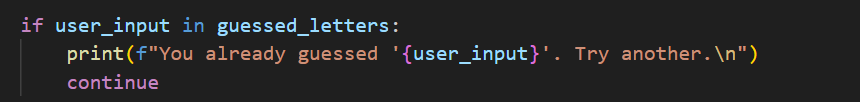 if user_input in guessed_letters:
    print(f"You already guessed '{user_input}'. Try another.\n")
    continue